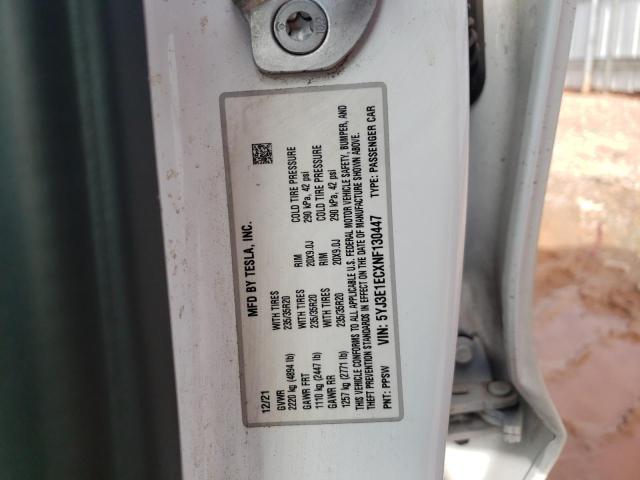 MFD BY TESLA, INC.
12/21
GVWR WITH TIRES RIM COLD TIRE PRESSURE
2220 kg (4894 lb) 235/35R20 20X9.0J 290 kPa, 42 psi
GAWR FRT WITH TIRES RIM COLD TIRE PRESSURE
1110 kg (2447 lb) 235/35R20 20X9.0J 290 kPa, 42 psi
GAWR RR WITH TIRES
1257 kg (2771 lb) 235/35R20
THIS VEHICLE CONFORMS TO ALL APPLICABLE U.S. FEDERAL MOTOR VEHICLE SAFETY, BUMPER, AND
THEFT PREVENTION STANDARDS IN EFFECT ON THE DATE OF MANUFACTURE SHOWN ABOVE.
VIN: 5YJ3E1ECXNF130447 TYPE: PASSENGER CAR
PNT: PPSW